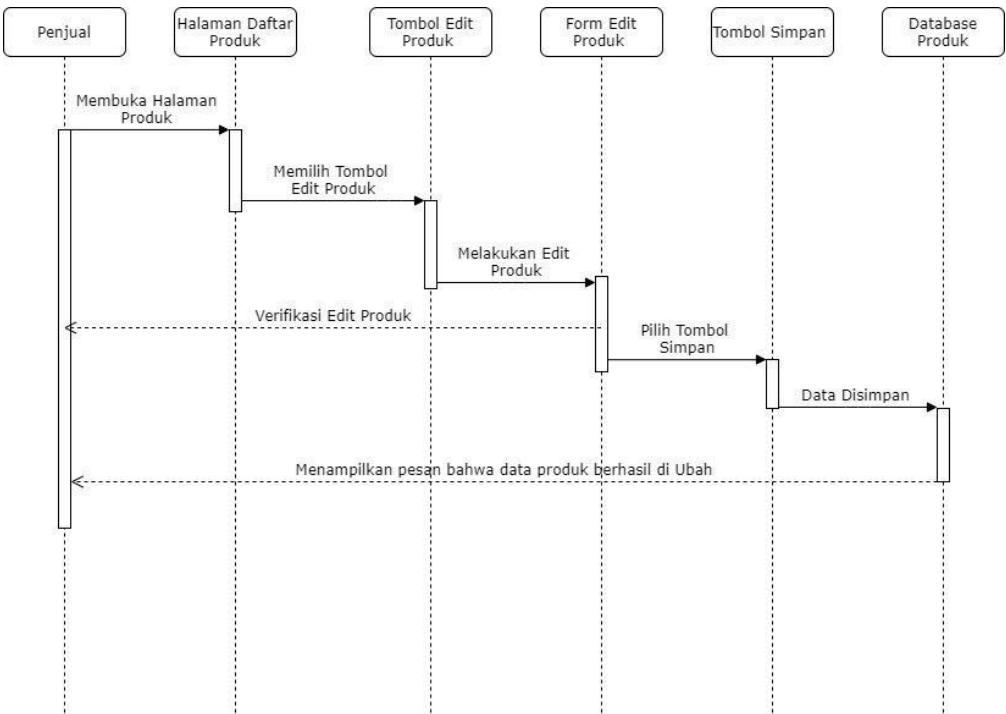 Penjual
Halaman Daftar
Produk
Tombol Edit
Produk
Form Edit
Produk
Tombol Simpan
Database
Produk
Membuka Halaman
Produk
Memilih Tombol
Edit Produk
Melakukan Edit
Produk
Verifikasi Edit Produk
Pilih Tombol
Simpan
Data Disimpan
Menampilkan pesan bahwa data produk berhasil di Ubah